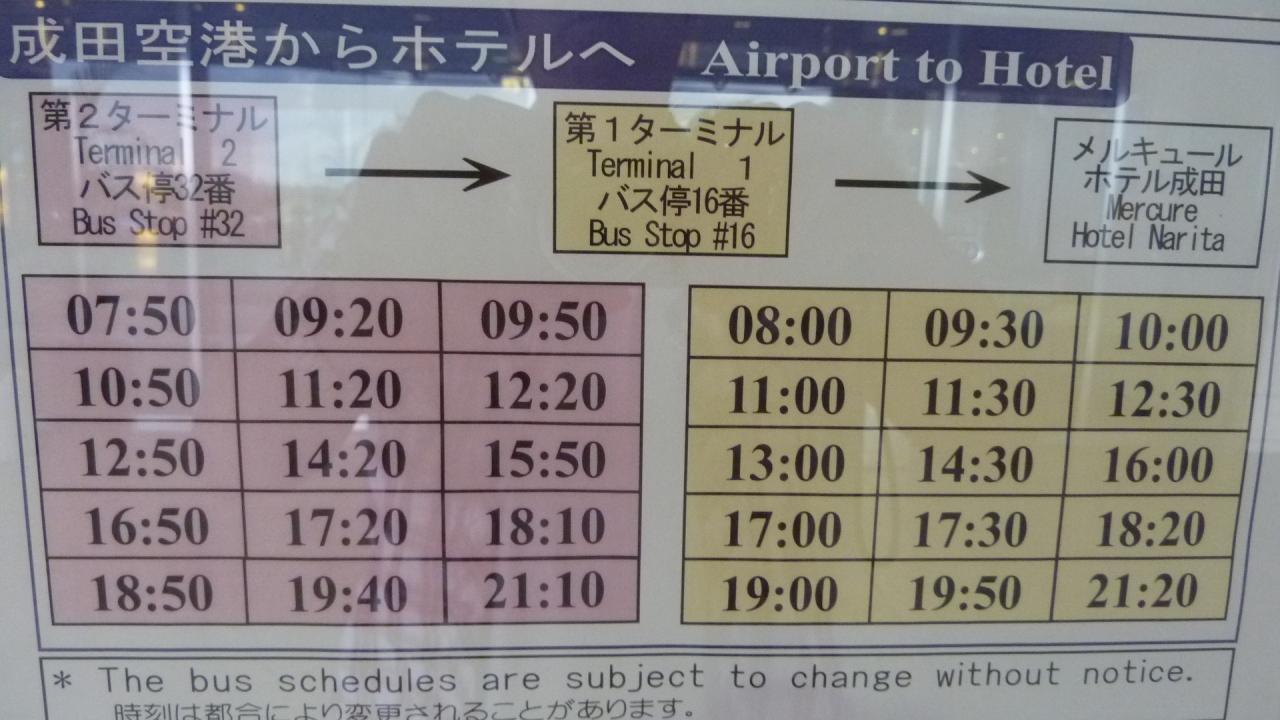 成田空港からホテルへ Airport to Hotel
第2ターミナル
Terminal 2
バス停32番
Bus Stop #32
第1ターミナル
Terminal 1
バス停16番
Bus Stop #16
メルキュール
ホテル成田
Mercure
Hotel Narita
07:50 09:20 09:50
10:50 11:20 12:20
12:50 14:20 15:50
16:50 17:20 18:10
18:50 19:40 21:10
08:00 09:30 10:00
11:00 11:30 12:30
13:00 14:30 16:00
17:00 17:30 18:20
19:00 19:50 21:20
* The bus schedules are subject to change without notice.
時刻は都合により変更されることがあります。